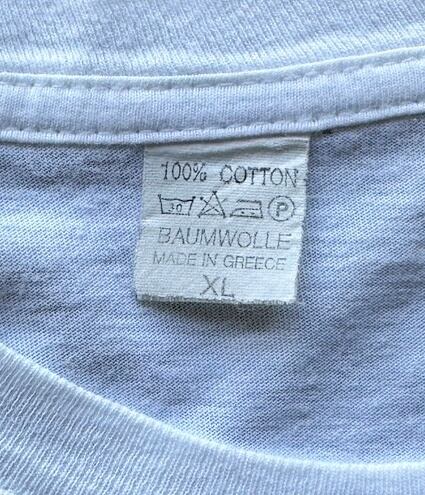 100% COTTON
P
BAUMWOLLE
MADE IN GREECE
XL